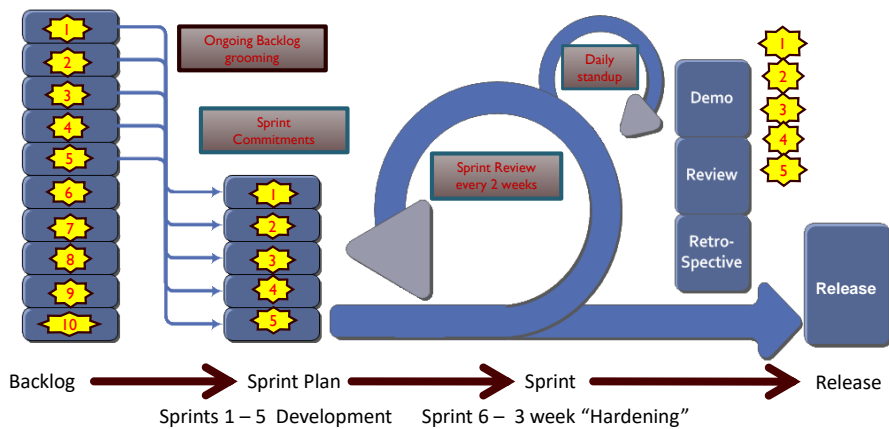 1
2
3
4
5
6
7
8
9
10
Ongoing Backlog
grooming
Sprint
Commitments
1
2
3
4
5
Sprint Review
every 2 weeks
Daily
standup
Demo
Review
Retro-
Spective
1
2
3
4
5
Release
Backlog
Sprint Plan
Sprint
Release
Sprints 1 – 5 Development
Sprint 6 – 3 week “Hardening”